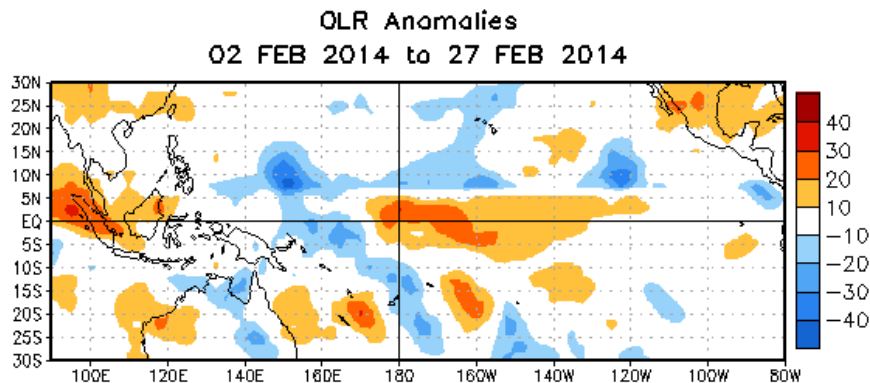 OLR Anomalies
02 FEB 2014 to 27 FEB 2014
30N
25N
20N
15N
10N
5N
EQ
5S
10S
15S
20S
25S
30S
100E 120E 140E 160E 180 160W 140W 120W 100W 80W
40
30
20
10
-10
-20
-30
-40